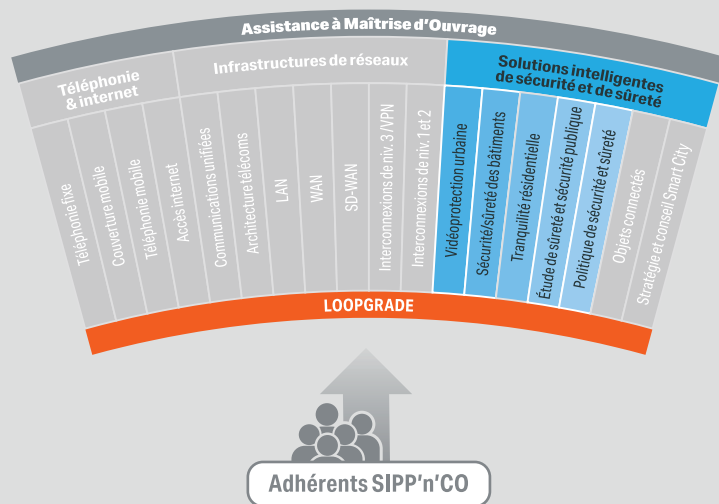 Assistance à Maîtrise d'Ouvrage
Téléphonie
& internet
Infrastructures de réseaux
Solutions intelligentes
de sécurité et de sûreté
Téléphonie fixe
Couverture mobile
Téléphonie mobile
Accès internet
Communications unifiées
Architecture télécoms
LAN
WAN
SD-WAN
Interconnexions de niv. 3 /VPN
Interconnexions de niv. 1 et 2
Vidéoprotection urbaine
Sécurité/sûreté des bâtiments
Tranquilité résidentielle
Étude de sûreté et sécurité publique
Politique de sécurité et sûreté
Objets connectés
Stratégie et conseil Smart City
LOOPGRADE
Adhérents SIPP'n'CO